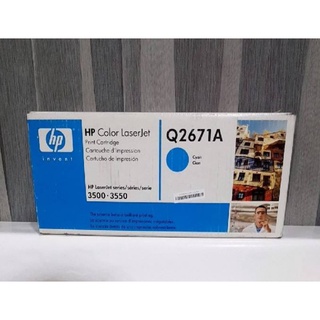 hp
invent
HP Color LaserJet
Print Cartridge
Cartouche d'impression
Cartucho de impresión
HP LaserJet series/séries/serie
3500 · 3550
Q2671A
Cyan